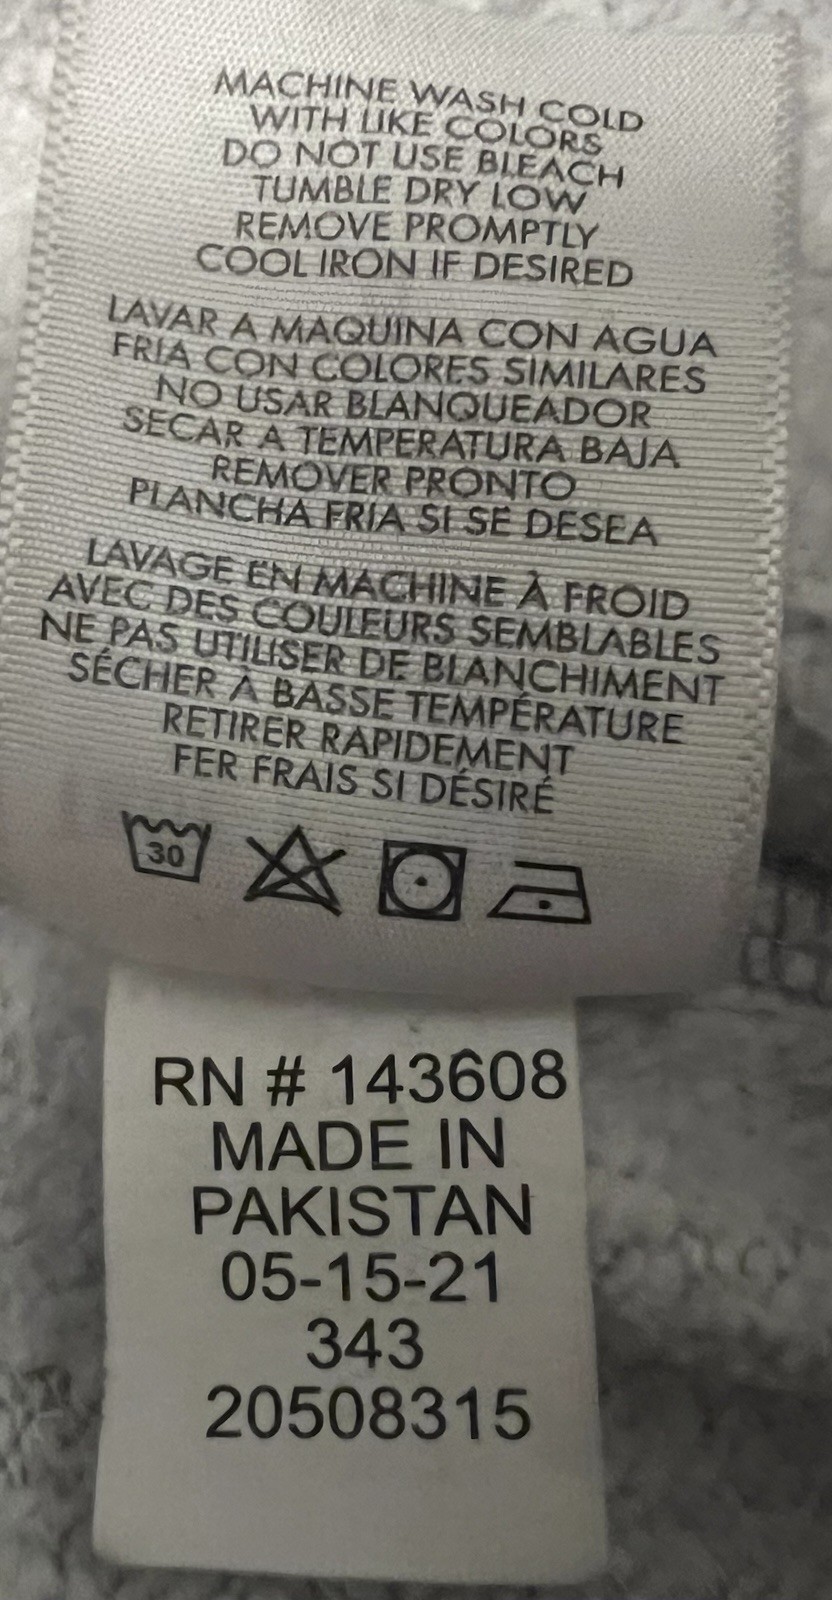 MACHINE WASH COLD
WITH LIKE COLORS
DO NOT USE BLEACH
TUMBLE DRY LOW
REMOVE PROMPTLY
COOL IRON IF DESIRED
LAVAR A MAQUINA CON AGUA
FRIA CON COLORES SIMILARES
NO USAR BLANQUEADOR
SECAR A TEMPERATURA BAJA
REMOVER PRONTO
PLANCHA FRIA SI SE DESEA
LAVAGE EN MACHINE À FROID
AVEC DES COULEURS SEMBLABLES
NE PAS UTILISER DE BLANCHIMENT
SÉCHER À BASSE TEMPÉRATURE
RETIRER RAPIDEMENT
FER FRAIS SI DÉSIRÉ
30
RN # 143608
MADE IN
PAKISTAN
05-15-21
343
20508315